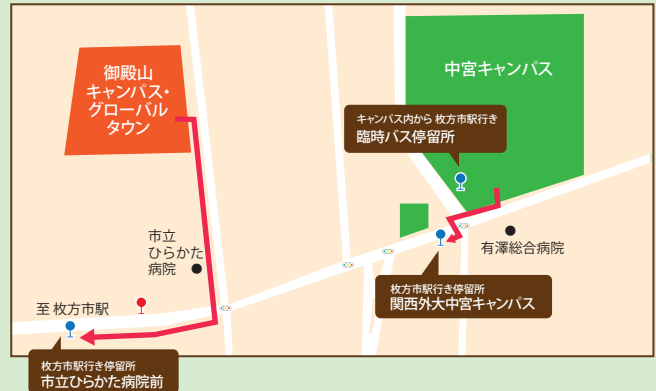 御殿山
キャンパス・
グローバル
タウン
中宮キャンパス
キャンパス内から 枚方市駅行き
臨時バス停留所
市立
ひらかた
病院
有澤総合病院
枚方市駅行き停留所
関西外大中宮キャンパス
至 枚方市駅
枚方市駅行き停留所
市立ひらかた病院前